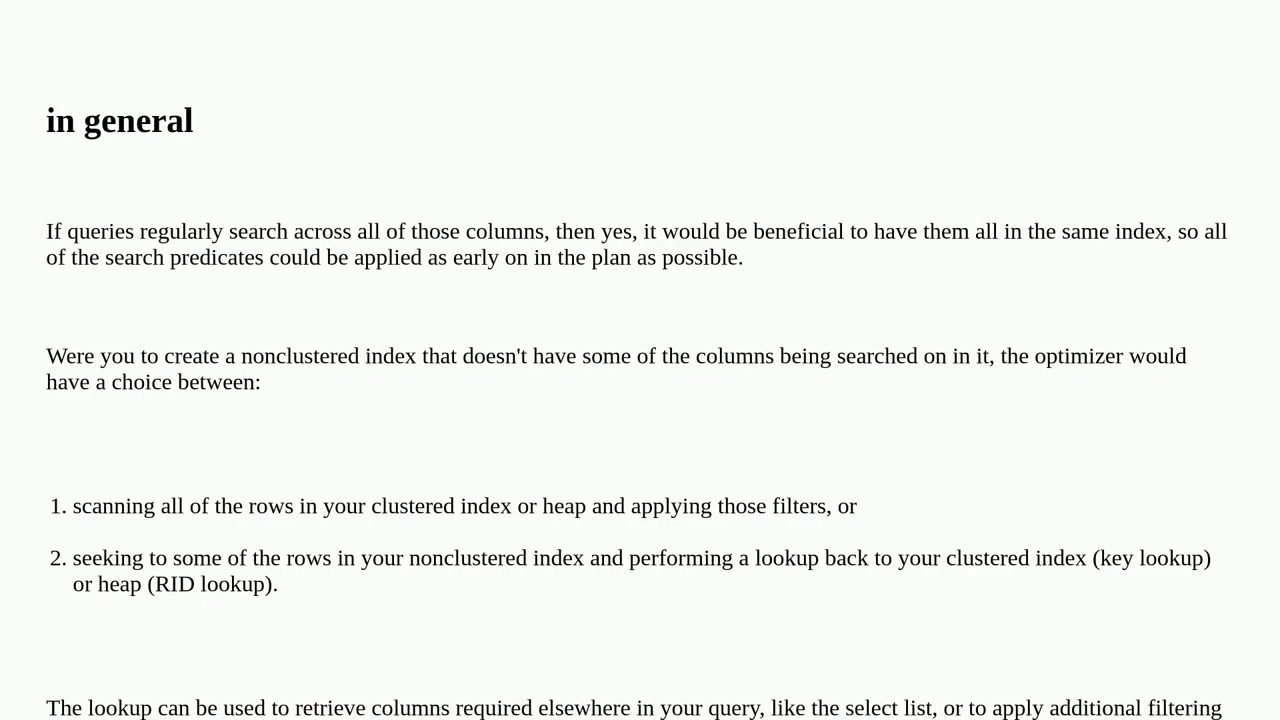 in general
If queries regularly search across all of those columns, then yes, it would be beneficial to have them all in the same index, so all
of the search predicates could be applied as early on in the plan as possible.
Were you to create a nonclustered index that doesn't have some of the columns being searched on in it, the optimizer would
have a choice between:
1. scanning all of the rows in your clustered index or heap and applying those filters, or
2. seeking to some of the rows in your nonclustered index and performing a lookup back to your clustered index (key lookup)
or heap (RID lookup).
The lookup can be used to retrieve columns required elsewhere in your query, like the select list, or to apply additional filtering